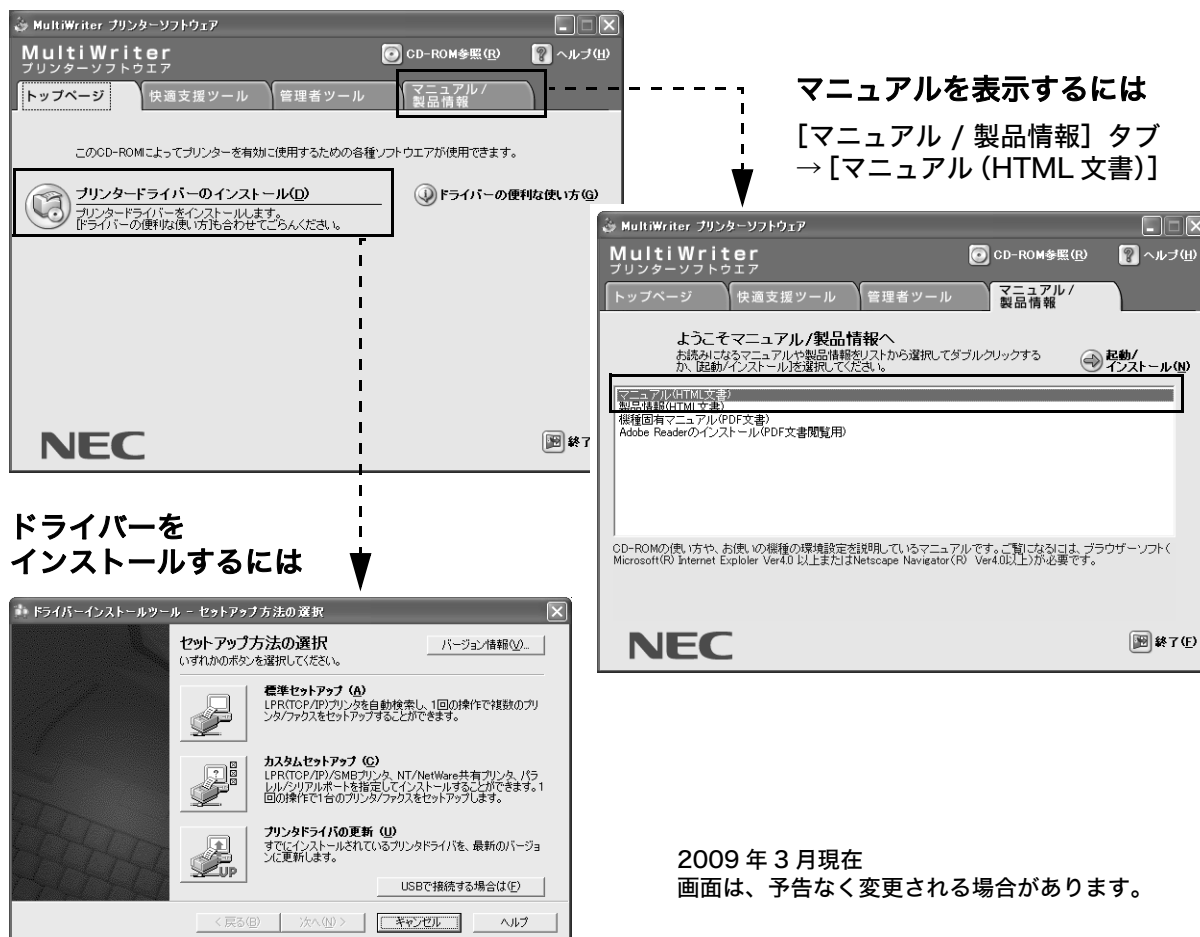 MultiWriter プリンターソフトウェア
MultiWriter
プリンターソフトウエア
CD-ROM参照(R)
ヘルプ(H)
トップページ
快適支援ツール
管理者ツール
マニュアル/
製品情報
このCD-ROMによってプリンターを有効に使用するための各種ソフトウエアが使用できます。
プリンタードライバーのインストール(D)
プリンタードライバーをインストールします。
[ドライバーの便利な使い方]も合わせてごらんください。
ドライバーの便利な使い方(G)
NEC
終了
マニュアルを表示するには
[マニュアル / 製品情報] タブ
→ [マニュアル (HTML 文書)]
MultiWriter プリンターソフトウェア
MultiWriter
プリンターソフトウエア
CD-ROM参照(R)
ヘルプ(H)
トップページ
快適支援ツール
管理者ツール
マニュアル/
製品情報
ようこそマニュアル/製品情報へ
お読みになるマニュアルや製品情報をリストから選択してダブルクリックする
か、[起動/インストール]を選択してください。
起動/
インストール(N)
マニュアル(HTML文書)
製品情報(HTML文書)
機種固有マニュアル(PDF文書)
Adobe Readerのインストール(PDF文書閲覧用)
CD-ROMの使い方や、お使いの機種の環境設定を説明しているマニュアルです。ご覧になるには、ブラウザーソフト(
Microsoft(R) Internet Exploler Ver4.0 以上またはNetscape Navigator(R) Ver4.0以上)が必要です。
NEC
終了(E)
ドライバーを
インストールするには
ドライバーインストールツール - セットアップ方法の選択
セットアップ方法の選択
いずれかのボタンを選択してください。
バージョン情報(V)...
標準セットアップ (A)
LPR(TCP/IP)プリンタを自動検索し、1回の操作で複数のプリ
ンタ/ファクスをセットアップすることができます。
カスタムセットアップ (C)
LPR(TCP/IP)/SMBプリンタ、NT/NetWare共有プリンタ、パラ
レル/シリアルポートを指定してインストールすることができます。1
回の操作で1台のプリンタ/ファクスをセットアップします。
プリンタドライバの更新 (U)
すでにインストールされているプリンタドライバを、最新のバージョ
ンに更新します。
UP
USBで接続する場合は(F)
< 戻る(B)
次へ(N) >
キャンセル
ヘルプ
2009 年 3 月現在
画面は、予告なく変更される場合があります。